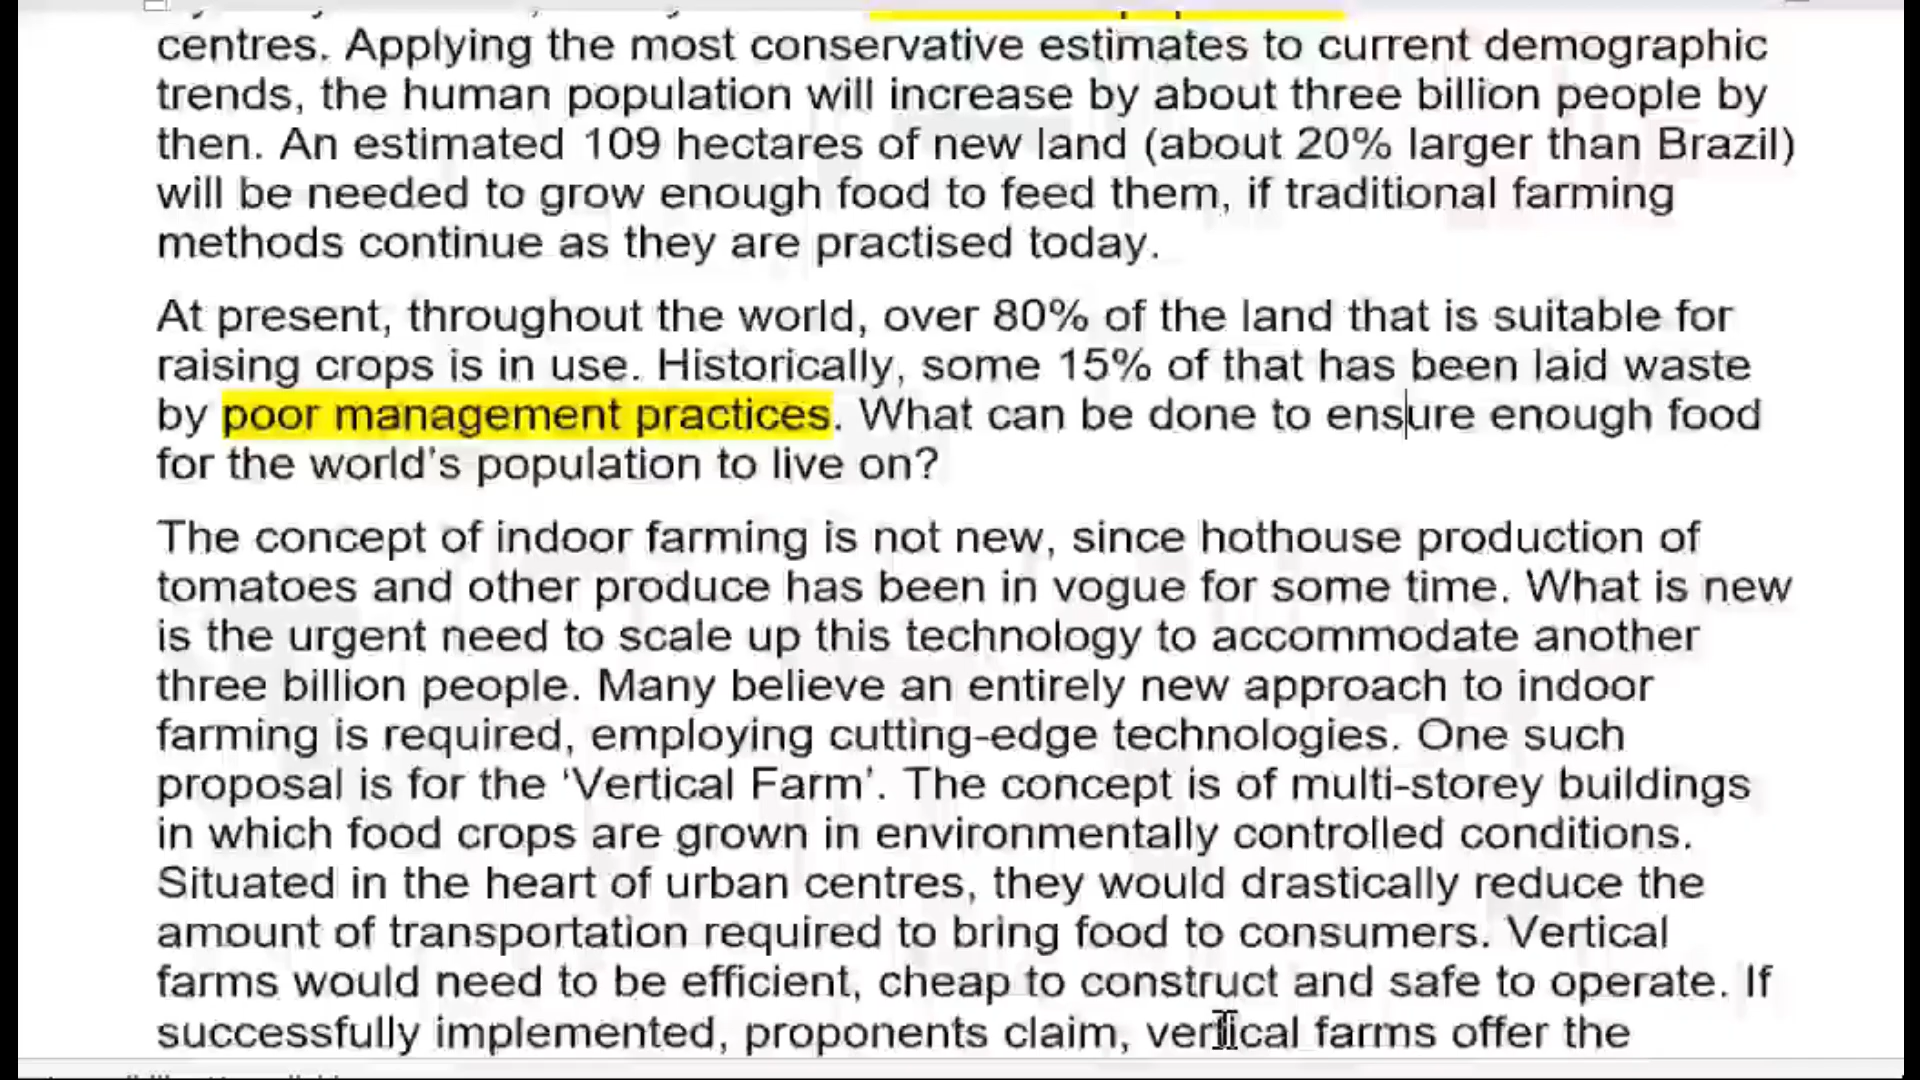 centres. Applying the most conservative estimates to current demographic
trends, the human population will increase by about three billion people by
then. An estimated 109 hectares of new land (about 20% larger than Brazil)
will be needed to grow enough food to feed them, if traditional farming
methods continue as they are practised today.
At present, throughout the world, over 80% of the land that is suitable for
raising crops is in use. Historically, some 15% of that has been laid waste
by poor management practices. What can be done to ensure enough food
for the world's population to live on?
The concept of indoor farming is not new, since hothouse production of
tomatoes and other produce has been in vogue for some time. What is new
is the urgent need to scale up this technology to accommodate another
three billion people. Many believe an entirely new approach to indoor
farming is required, employing cutting-edge technologies. One such
proposal is for the ‘Vertical Farm’. The concept is of multi-storey buildings
in which food crops are grown in environmentally controlled conditions.
Situated in the heart of urban centres, they would drastically reduce the
amount of transportation required to bring food to consumers. Vertical
farms would need to be efficient, cheap to construct and safe to operate. If
successfully implemented, proponents claim, vertical farms offer the